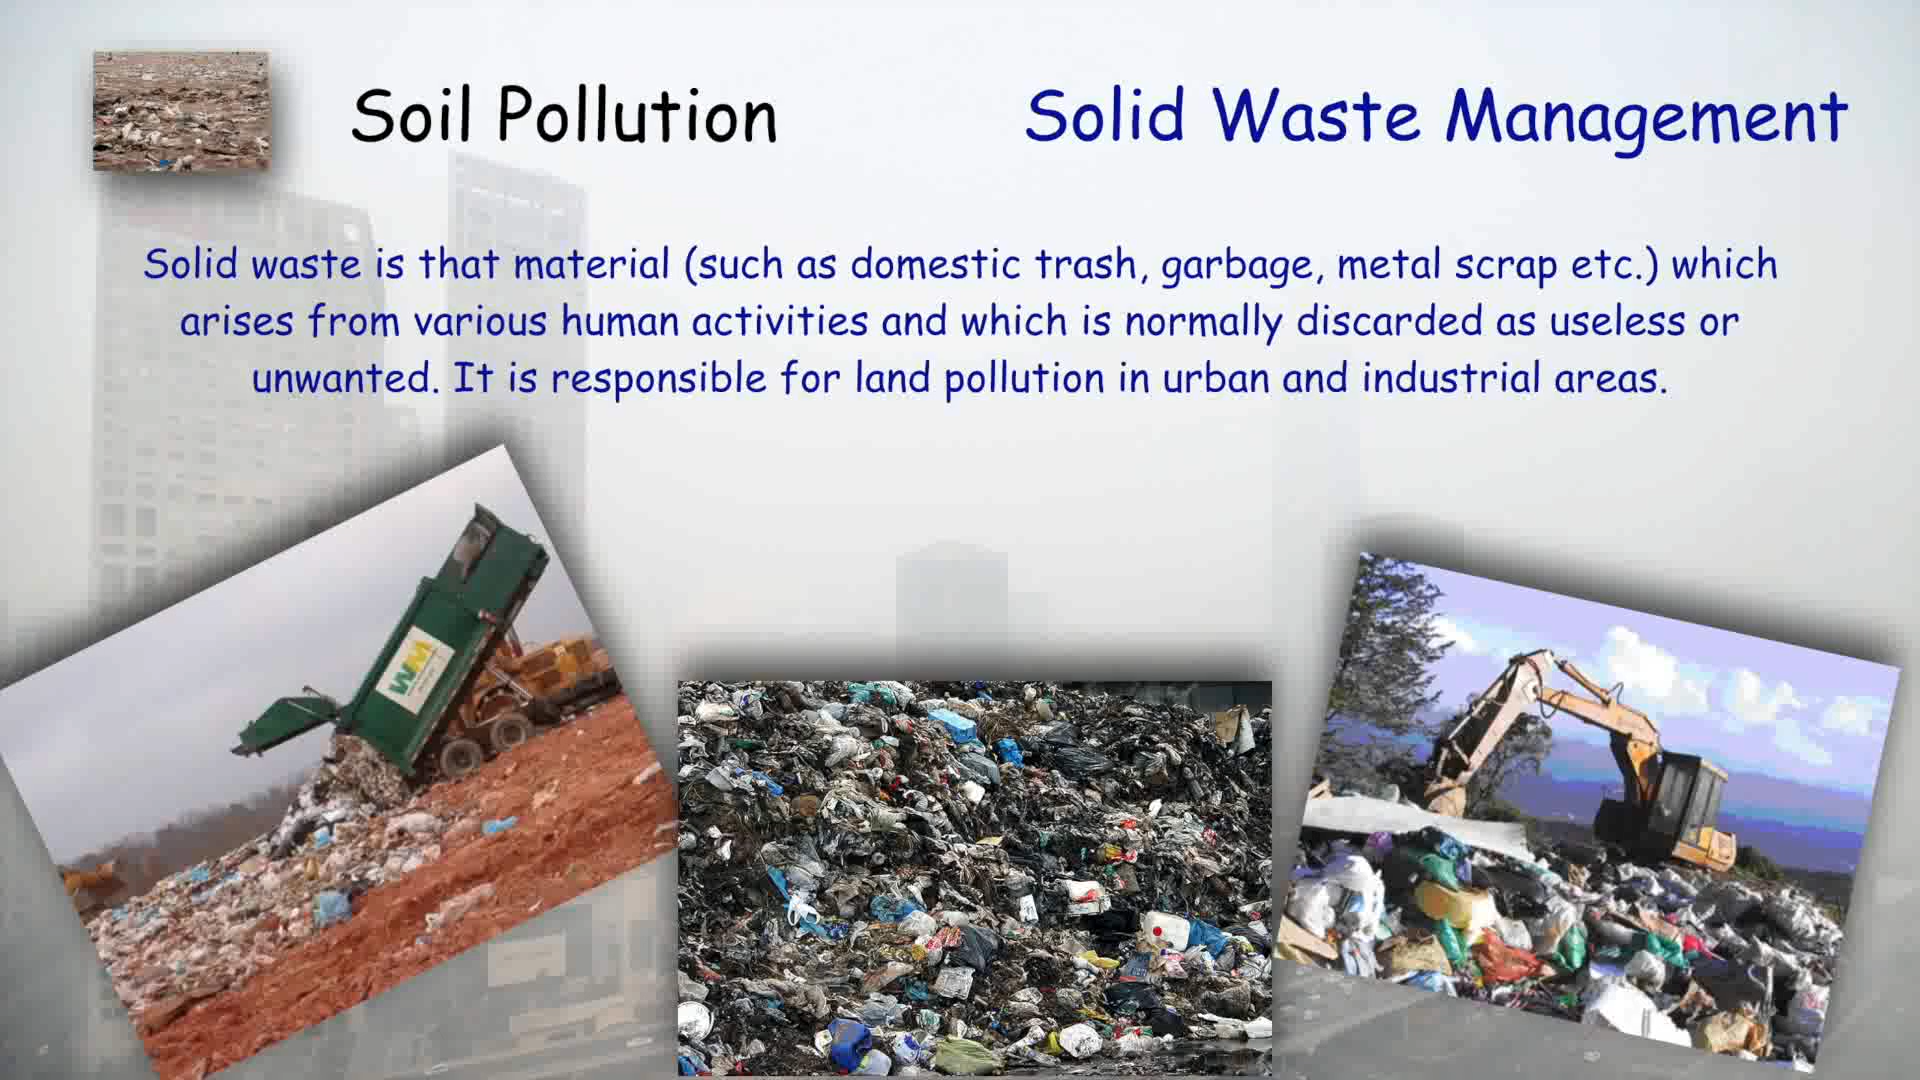 Soil Pollution
Solid Waste Management
Solid waste is that material (such as domestic trash, garbage, metal scrap etc.) which
arises from various human activities and which is normally discarded as useless or
unwanted. It is responsible for land pollution in urban and industrial areas.
WM